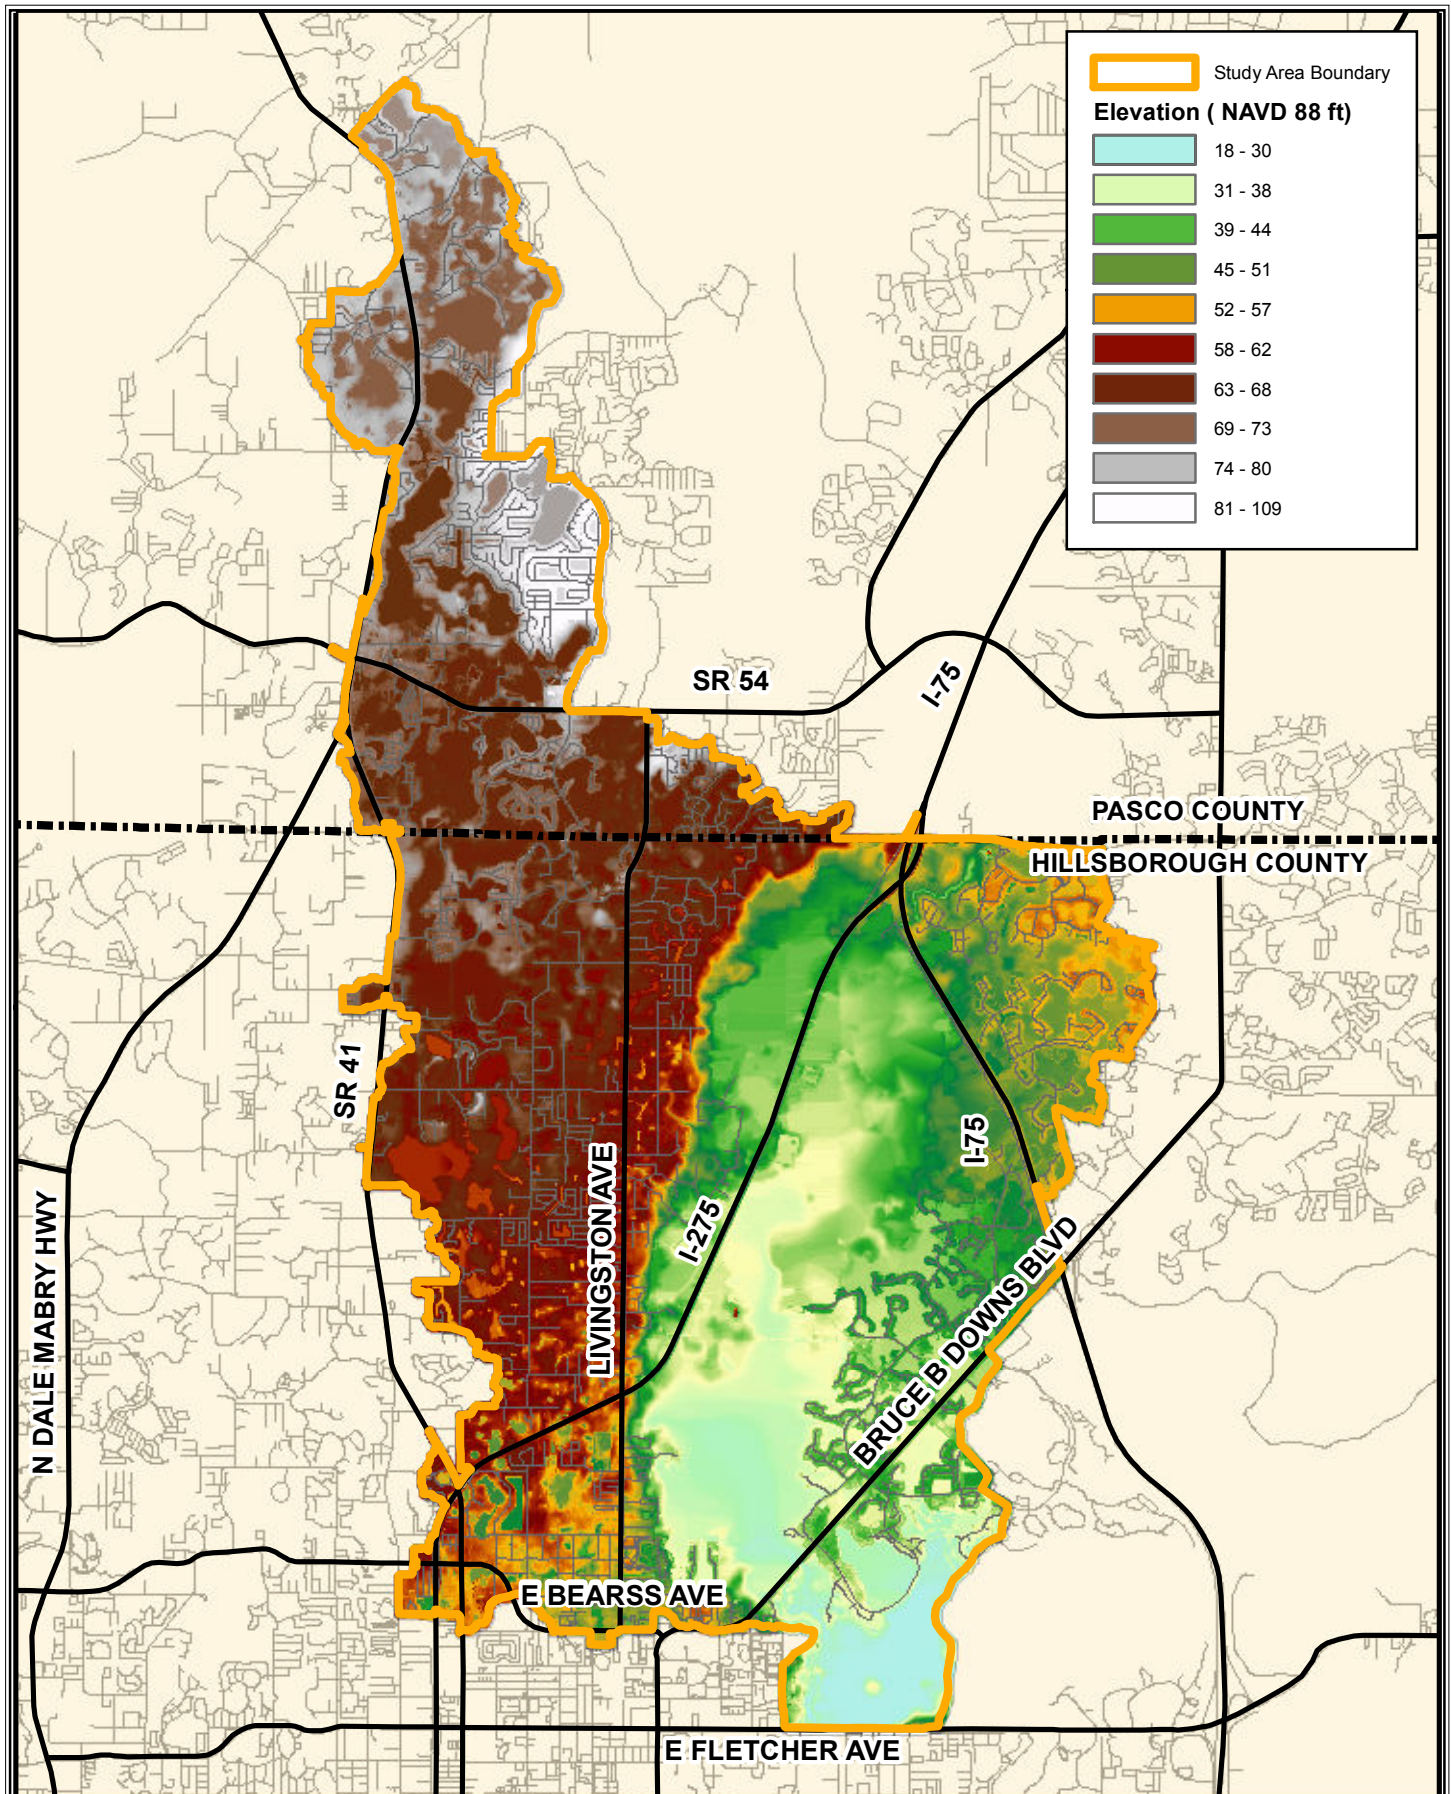 Study Area Boundary
Elevation ( NAVD 88 ft)
18 - 30
31 - 38
39 - 44
45 - 51
52 - 57
58 - 62
63 - 68
69 - 73
74 - 80
81 - 109
SR 54
I-75
PASCO COUNTY
HILLSBOROUGH COUNTY
SR 41
I-75
LIVINGSTON AVE
I-275
N DALE MABRY HWY
BRUCE B DOWNS BLVD
E BEARSS AVE
E FLETCHER AVE